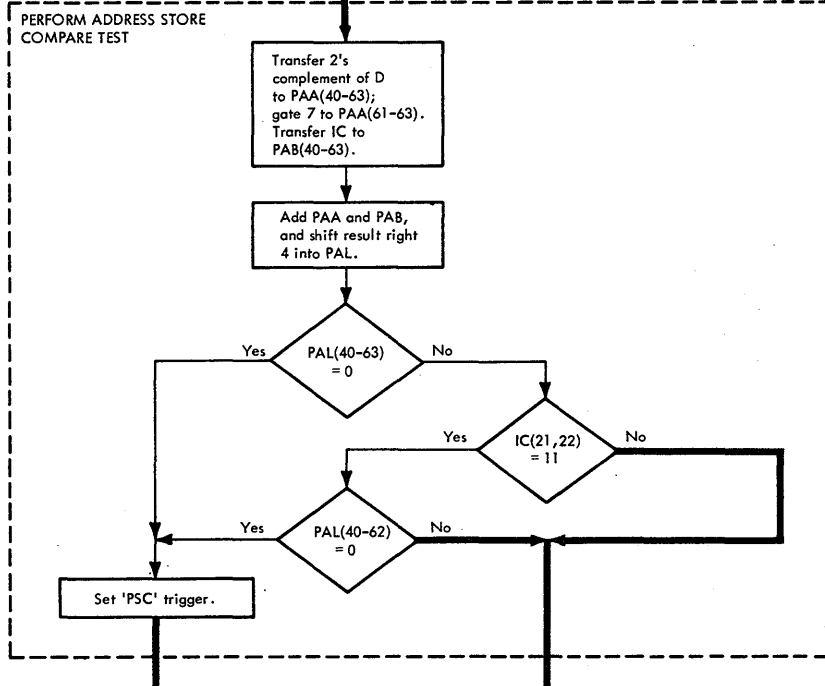 PERFORM ADDRESS STORE
COMPARE TEST
Transfer 2's
complement of D
to PAA(40-63);
gate 7 to PAA(61-63).
Transfer IC to
PAB(40-63).
Add PAA and PAB,
and shift result right
4 into PAL.
Yes
PAL(40-63)
= 0
No
Yes
IC(21,22)
= 11
No
Yes
PAL(40-62)
= 0
No
Set 'PSC' trigger.